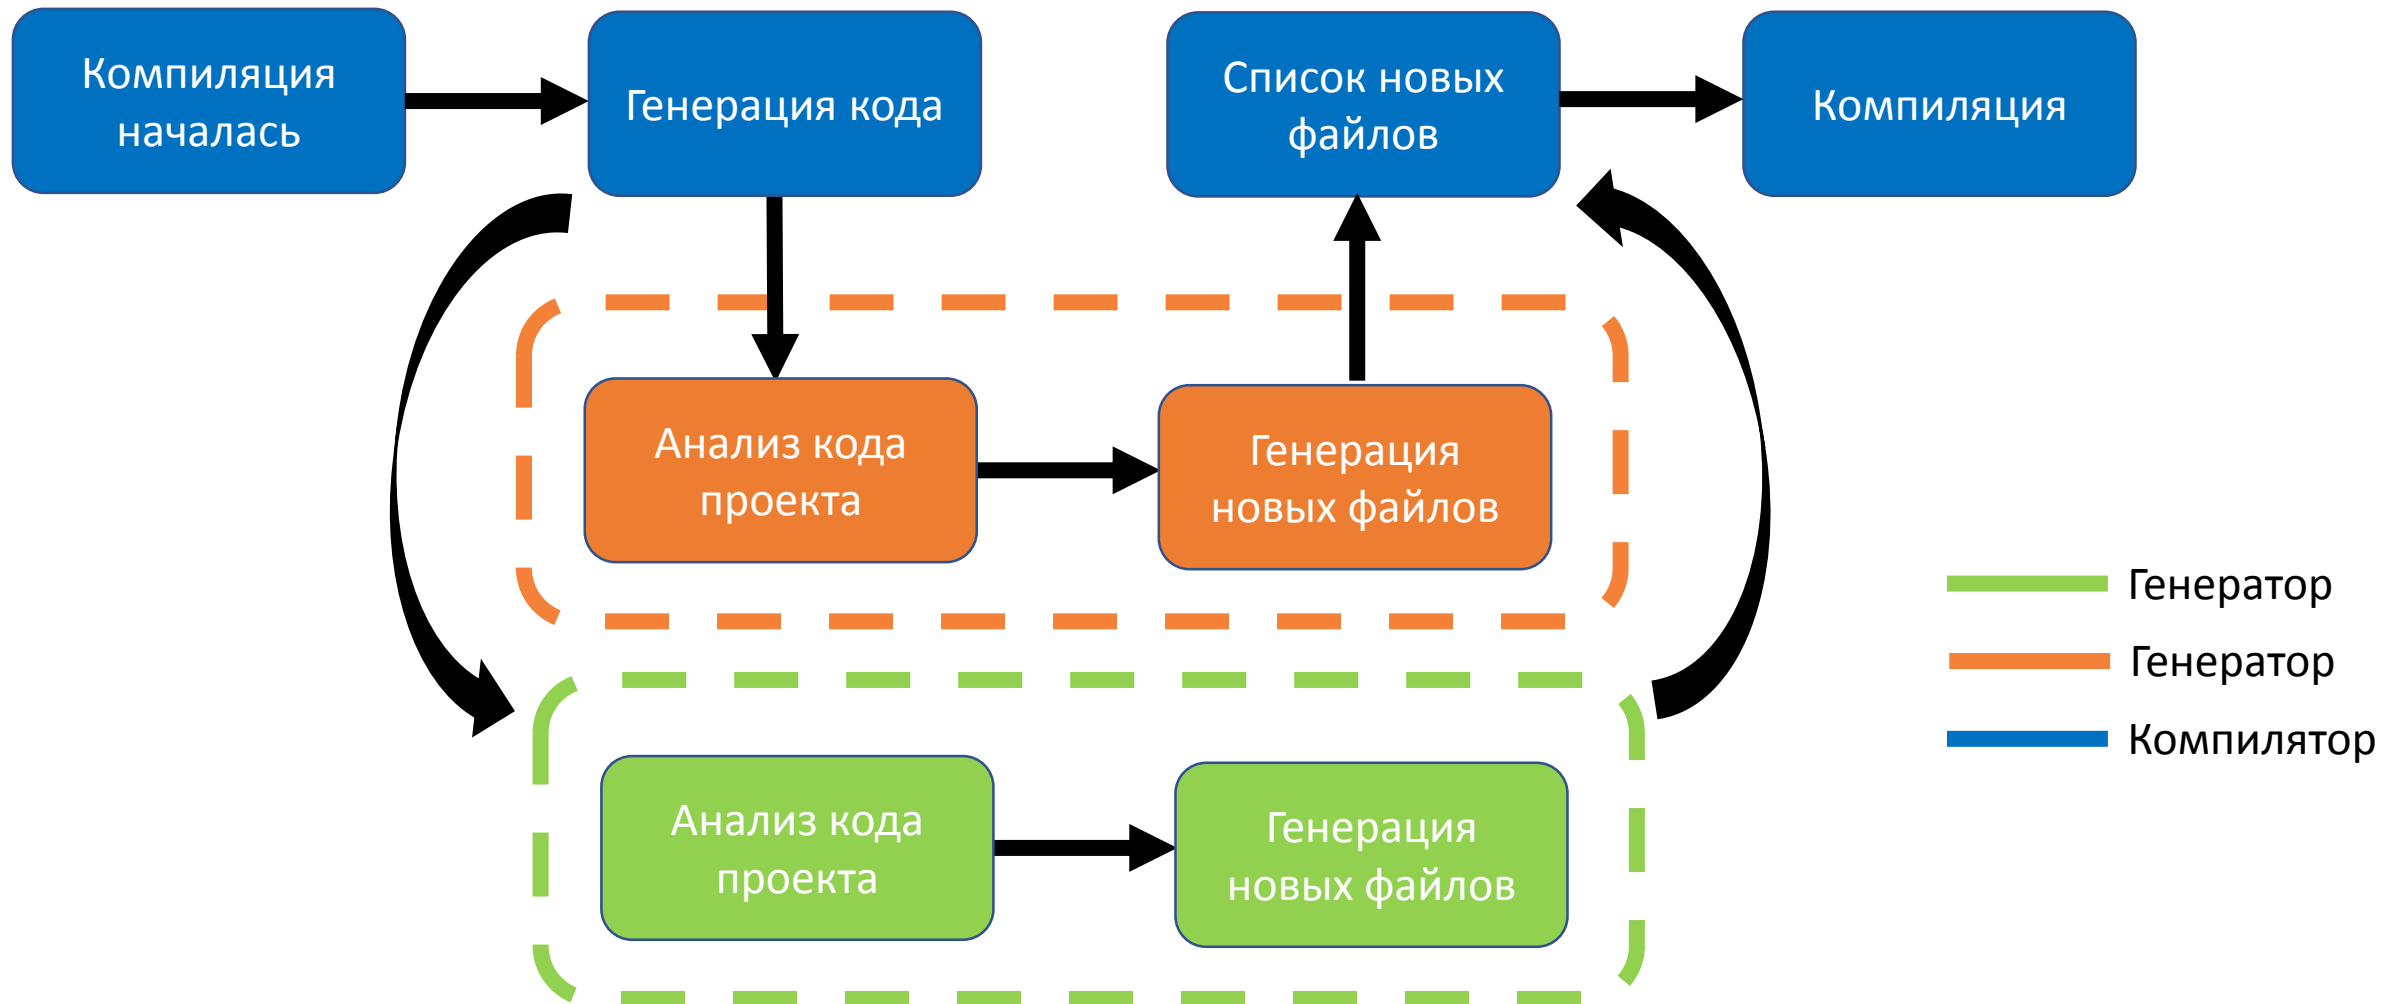 Компиляция
началась
Генерация кода
Список новых
файлов
Компиляция
Анализ кода
проекта
Генерация
новых файлов
Анализ кода
проекта
Генерация
новых файлов
Генератор
Генератор
Компилятор